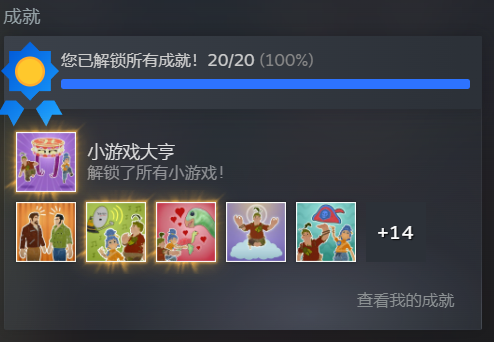 成就
您已解锁所有成就！20/20 (100%)
小游戏大亨
解锁了所有小游戏！
+14
查看我的成就